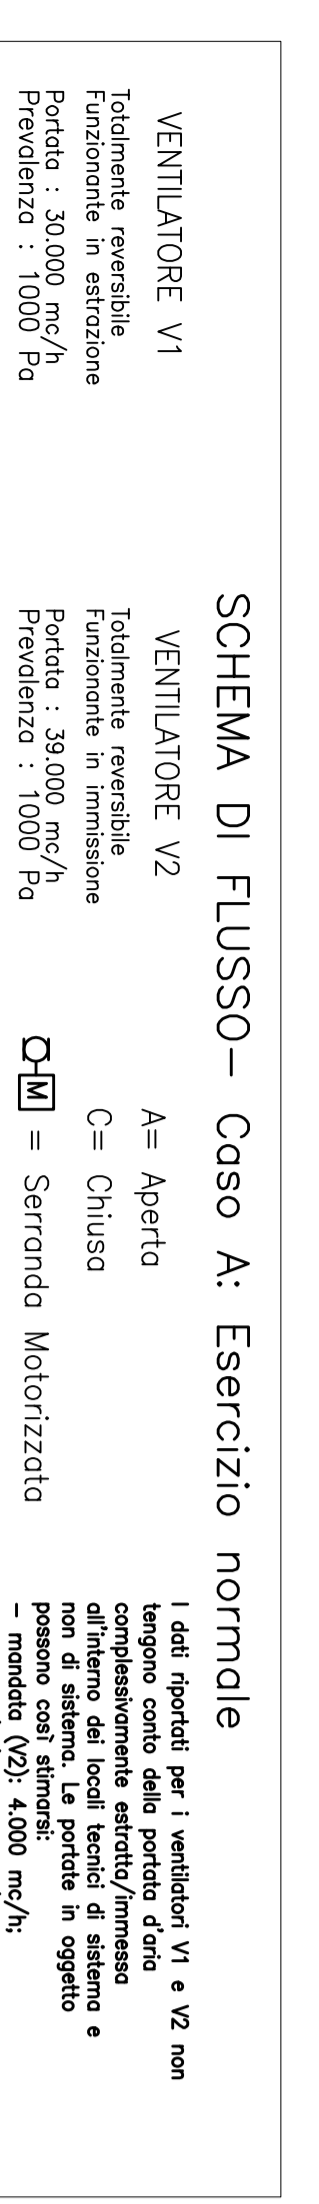 SCHEMA DI FLUSSO– Caso A: Esercizio normale
VENTILATORE V1
Totalmente reversibile
Funzionante in estrazione
Portata : 30.000 mc/h
Prevalenza : 1000 Pa
VENTILATORE V2
Totalmente reversibile
Funzionante in immissione
Portata : 39.000 mc/h
Prevalenza : 1000 Pa
A= Aperta
C= Chiusa
M = Serranda Motorizzata
I dati riportati per i ventilatori V1 e V2 non
tengono conto della portata d'aria
complessivamente estratta/immessa
all'interno dei locali tecnici di sistema e
non di sistema. Le portate in oggetto
possono così stimarsi:
– mandata (V2): 4.000 mc/h;